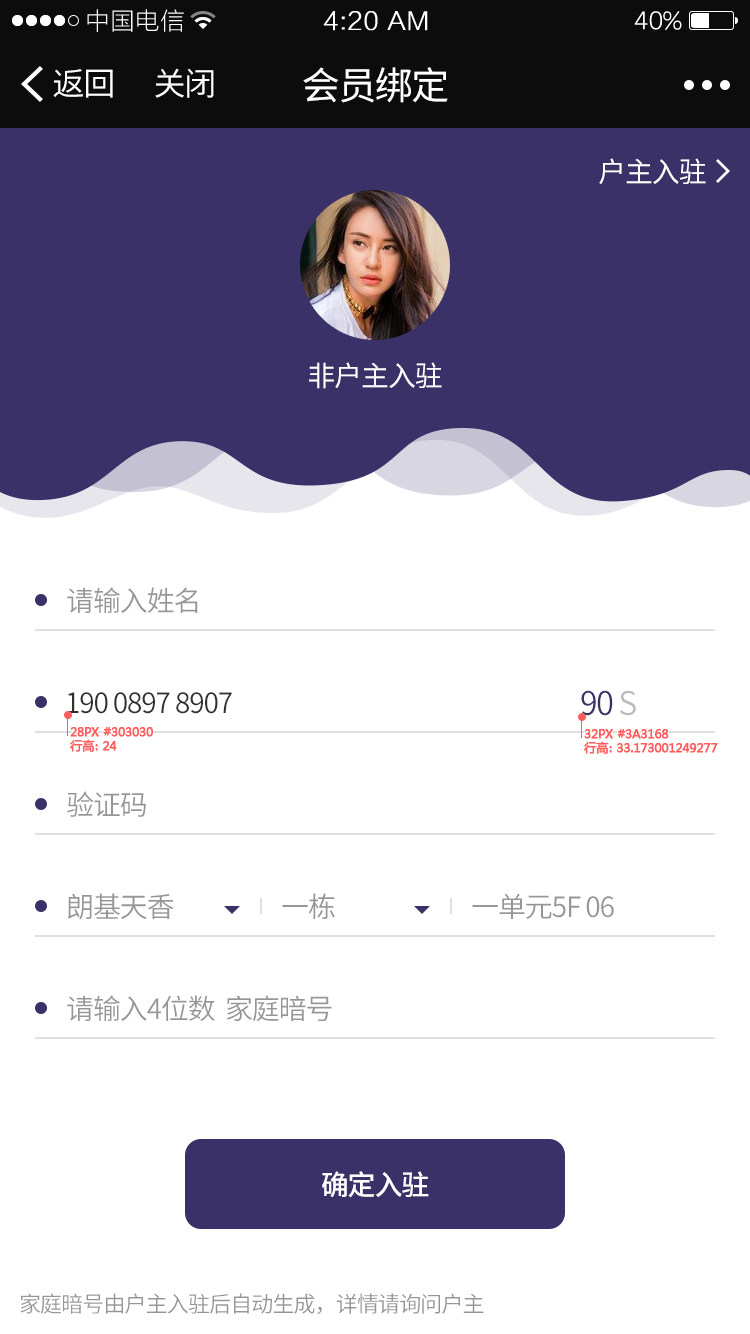 中国电信 4:20 AM 40%
返回 关闭 会员绑定
户主入驻
非户主入驻
请输入姓名
190 0897 8907 90 S
28PX #303030
行高: 24
32PX #3A3168
行高: 33.173001249277
验证码
朗基天香 一栋 一单元5F 06
请输入4位数 家庭暗号
确定入驻
家庭暗号由户主入驻后自动生成，详情请询问户主